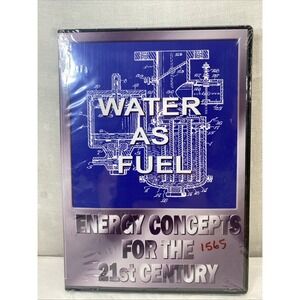 WATER
AS
FUEL
ENERGY CONCEPTS
FOR THE
1565
21st CENTURY